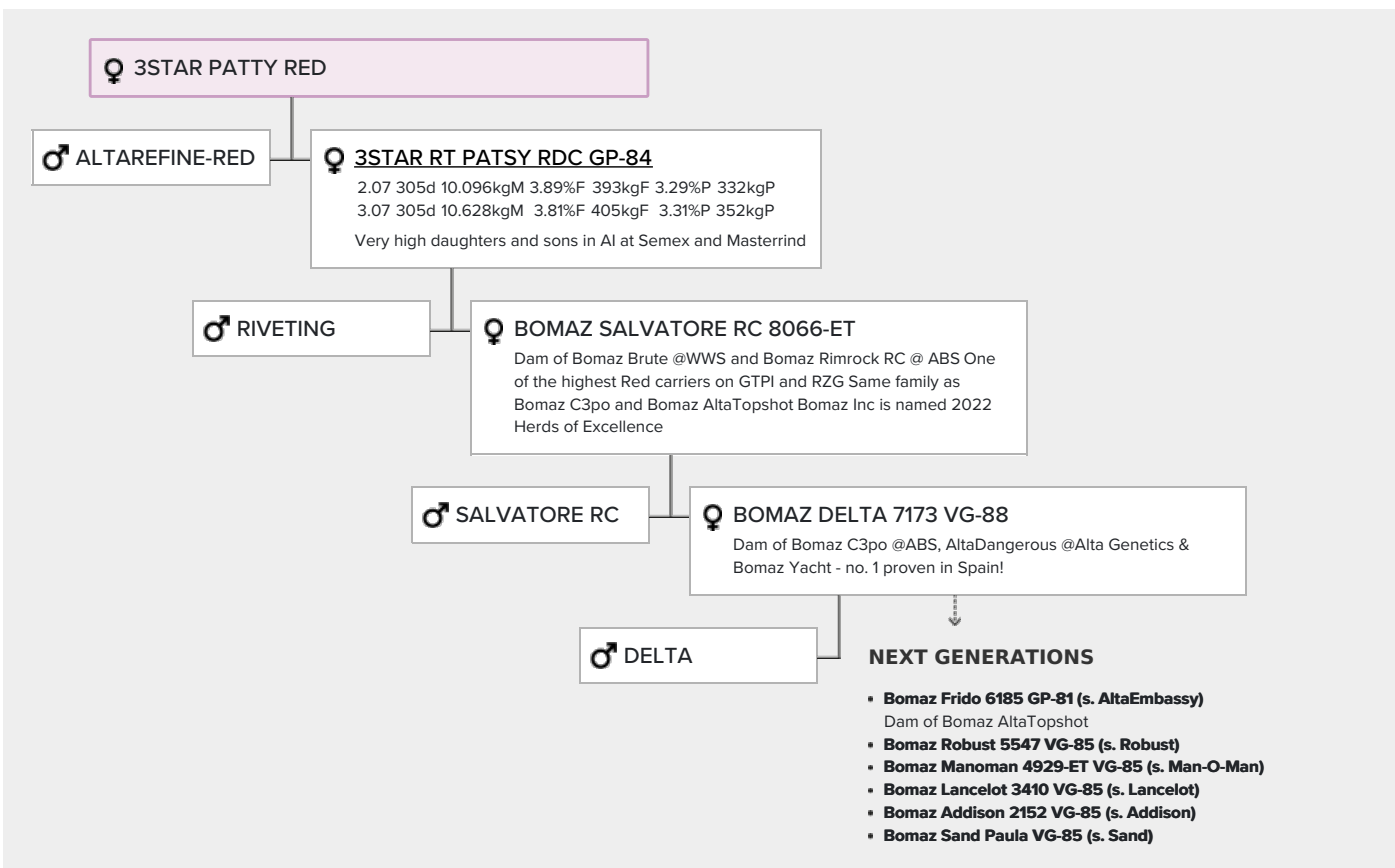 3STAR PATTY RED
ALTAREFINE-RED
3STAR RT PATSY RDC GP-84
2.07 305d 10.096kgM 3.89%F 393kgF 3.29%P 332kgP
3.07 305d 10.628kgM 3.81%F 405kgF 3.31%P 352kgP
Very high daughters and sons in AI at Semex and Masterrind
RIVETING
BOMAZ SALVATORE RC 8066-ET
Dam of Bomaz Brute @WWS and Bomaz Rimrock RC @ ABS One
of the highest Red carriers on GTPI and RZG Same family as
Bomaz C3po and Bomaz AltaTopshot Bomaz Inc is named 2022
Herds of Excellence
SALVATORE RC
BOMAZ DELTA 7173 VG-88
Dam of Bomaz C3po @ABS, AltaDangerous @Alta Genetics &
Bomaz Yacht - no. 1 proven in Spain!
DELTA
NEXT GENERATIONS
• Bomaz Frido 6185 GP-81 (s. AltaEmbassy)
Dam of Bomaz AltaTopshot
• Bomaz Robust 5547 VG-85 (s. Robust)
• Bomaz Manoman 4929-ET VG-85 (s. Man-O-Man)
• Bomaz Lancelot 3410 VG-85 (s. Lancelot)
• Bomaz Addison 2152 VG-85 (s. Addison)
• Bomaz Sand Paula VG-85 (s. Sand)